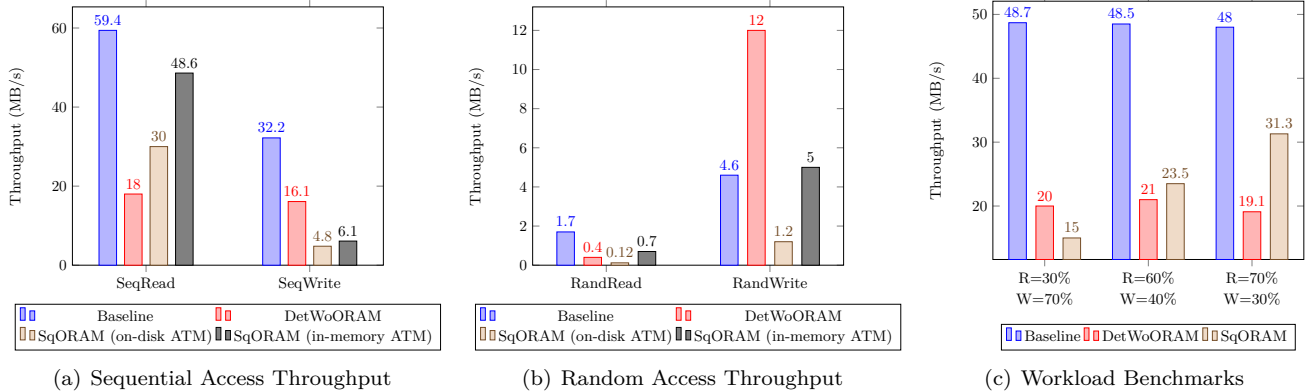 59.4
48.6
32.2
30
18
16.1
4.8
6.1
0
20
40
60
Throughput (MB/s)
SeqRead SeqWrite
Baseline DetWoORAM
SqORAM (on-disk ATM) SqORAM (in-memory ATM)
(a) Sequential Access Throughput
12
4.6
5
1.7
0.4
0.12
0.7
1.2
0
2
4
6
8
10
12
Throughput (MB/s)
RandRead RandWrite
Baseline DetWoORAM
SqORAM (on-disk ATM) SqORAM (in-memory ATM)
(b) Random Access Throughput
48.7
48.5
48
31.3
20
15
21
23.5
19.1
20
30
40
50
Throughput (MB/s)
R=30% R=60% R=70%
W=70% W=40% W=30%
Baseline DetWoORAM SqORAM
(c) Workload Benchmarks